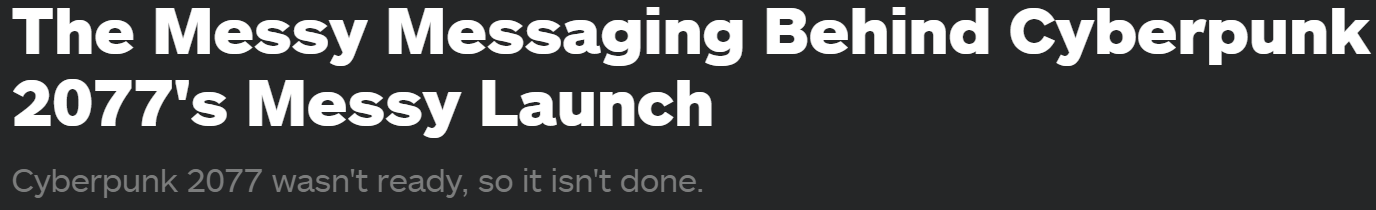 The Messy Messaging Behind Cyberpunk
2077's Messy Launch
Cyberpunk 2077 wasn't ready, so it isn't done.